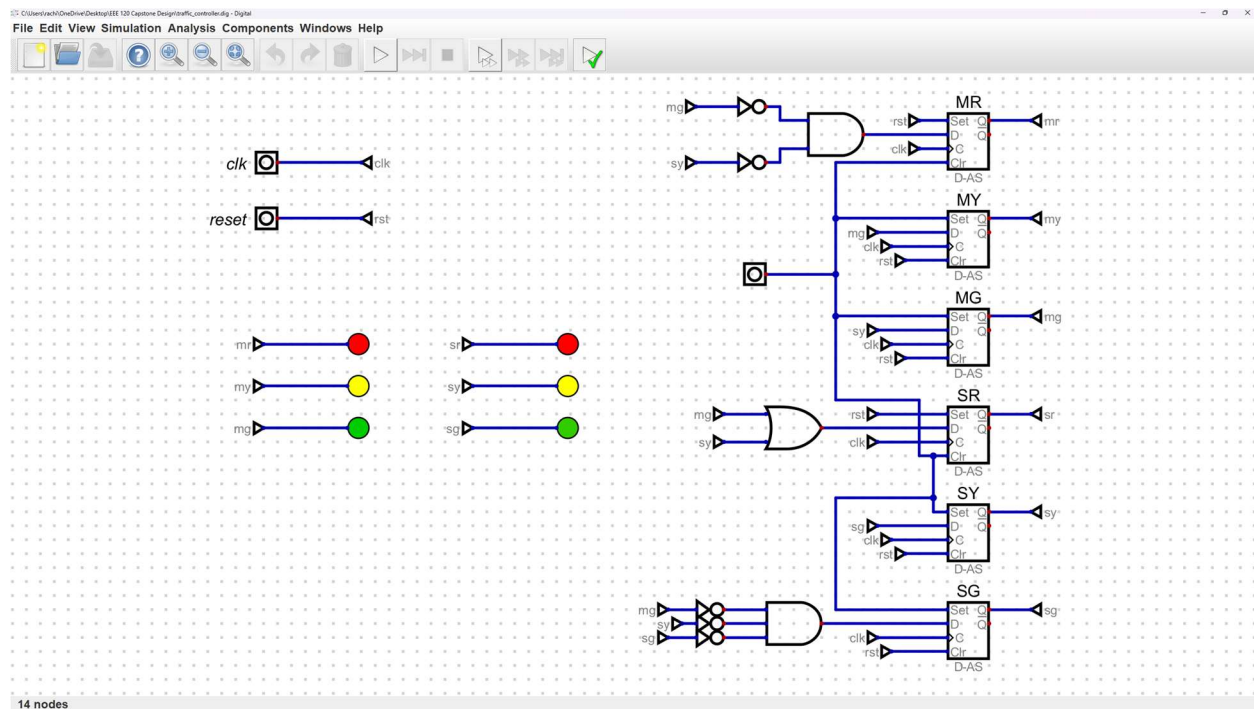 C:\Users\rachi\OneDrive\Desktop\EEE 120 Capstone Design\traffic_controller.dig - Digital
File Edit View Simulation Analysis Components Windows Help
clk
clk
reset
rst
mr
my
mg
sr
sy
sg
mg
sy
MR
rst
clk
Set Q
D Q
C
Clr
D-AS
mr
MY
mg
clk
rst
Set Q
D Q
C
Clr
D-AS
my
MG
sy
clk
rst
Set Q
D Q
C
Clr
D-AS
mg
mg
sy
SR
rst
clk
Set Q
D Q
C
Clr
D-AS
sr
SY
sg
clk
rst
Set Q
D Q
C
Clr
D-AS
sy
mg
sy
sg
SG
clk
rst
Set Q
D Q
C
Clr
D-AS
sg
14 nodes